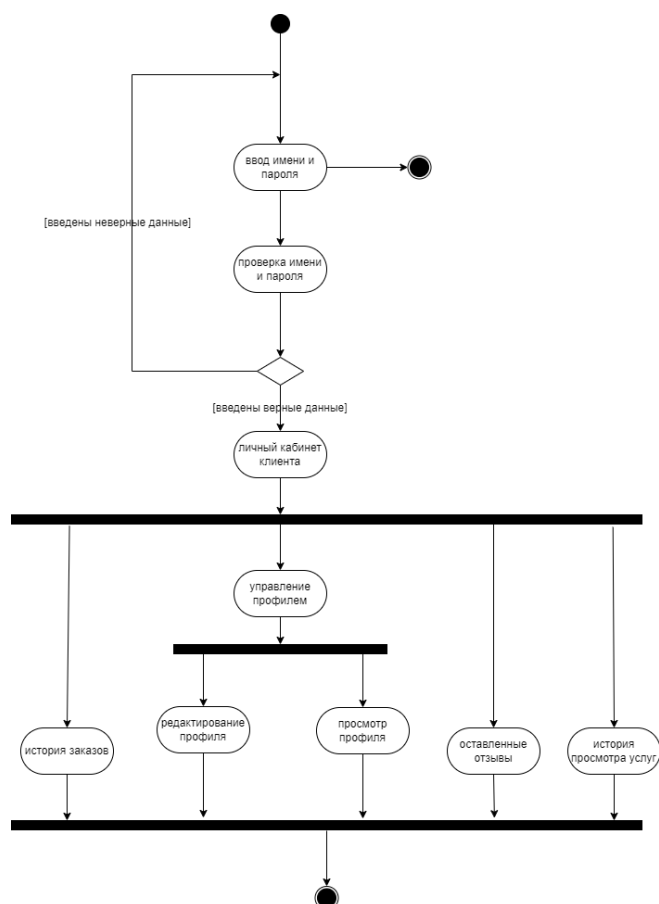 ввод имени и
пароля
[введены неверные данные]
проверка имени
и пароля
[введены верные данные]
личный кабинет
клиента
управление
профилем
редактирование
профиля
просмотр
профиля
история заказов
оставленные
отзывы
история
просмотра услуг